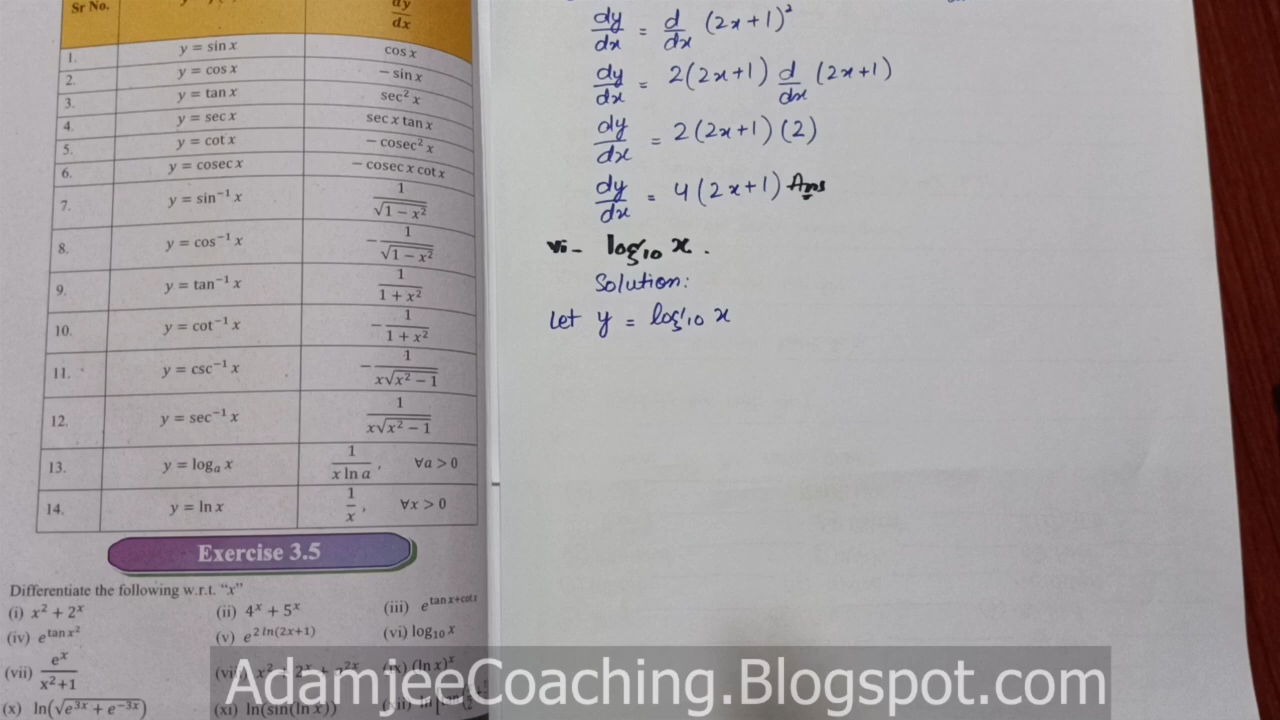 Sr No.
dy/dx
1. y = sin x cos x
2. y = cos x − sin x
3. y = tan x sec² x
4. y = sec x sec x tan x
5. y = cot x − cosec² x
6. y = cosec x − cosec x cot x
7. y = sin⁻¹ x 1/√(1 − x²)
8. y = cos⁻¹ x −1/√(1 − x²)
9. y = tan⁻¹ x 1/(1 + x²)
10. y = cot⁻¹ x −1/(1 + x²)
11. y = csc⁻¹ x −1/(x√(x² − 1))
12. y = sec⁻¹ x 1/(x√(x² − 1))
13. y = logₐ x 1/(x ln a), ∀a > 0
14. y = ln x 1/x, ∀x > 0
Exercise 3.5
Differentiate the following w.r.t. “x”
(i) x² + 2ˣ (ii) 4ˣ + 5ˣ (iii) e^(tan x+cot x)
(iv) e^(tan x²) (v) e^(2 ln(2x+1)) (vi) log₁₀ x
(vii) eˣ/(x²+1) (ix) (ln x)ˣ
(x) ln(√(e³ˣ + e⁻³ˣ)) (xi) ln(sin(ln x))
dy/dx = d/dx (2x+1)²
dy/dx = 2(2x+1) d/dx (2x+1)
dy/dx = 2(2x+1)(2)
dy/dx = 4(2x+1) Ans
vi- log₁₀ x.
Solution:
Let y = log₁₀ x
AdamjeeCoaching.Blogspot.com